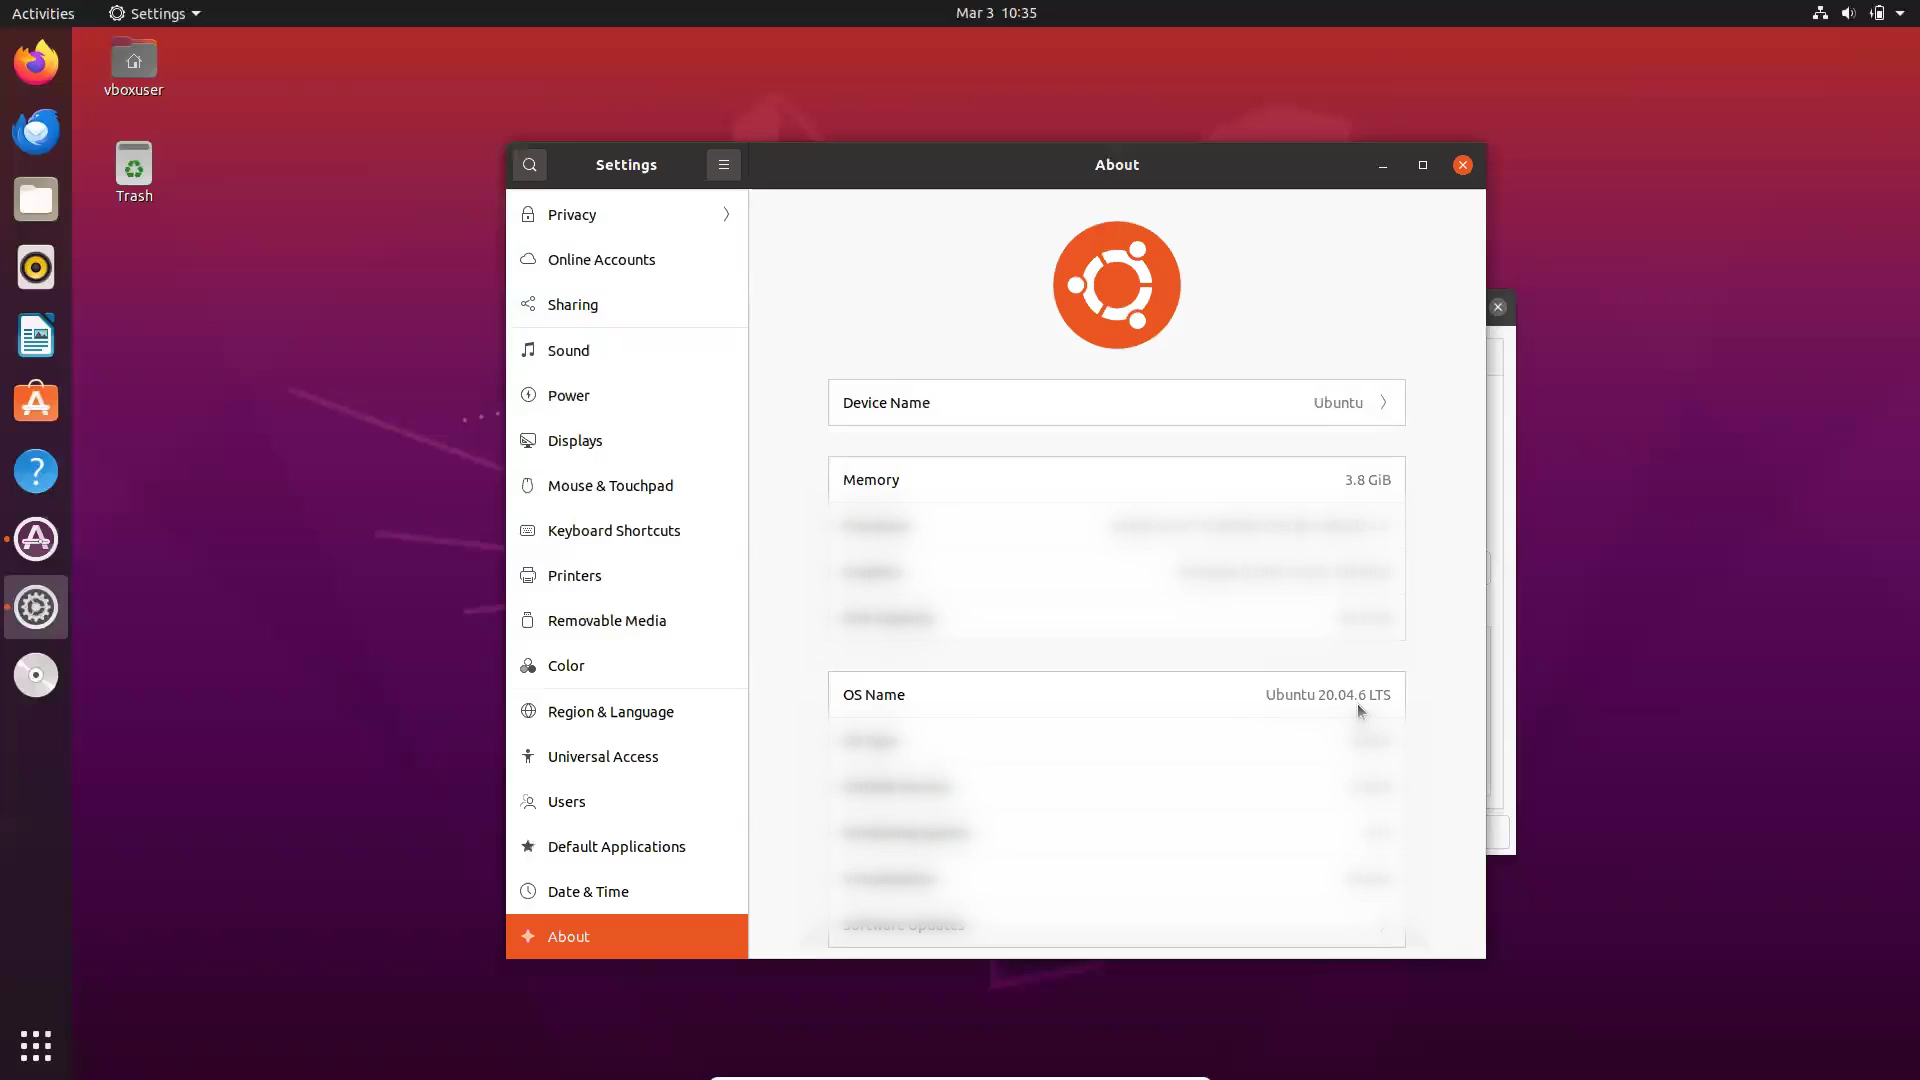 Activities
Settings
Mar 3 10:35
vboxuser
Trash
Settings
About
Privacy
Online Accounts
Sharing
Sound
Power
Displays
Mouse & Touchpad
Keyboard Shortcuts
Printers
Removable Media
Color
Region & Language
Universal Access
Users
Default Applications
Date & Time
About
Device Name Ubuntu
Memory 3.8 GiB
OS Name Ubuntu 20.04.6 LTS
Software Updates